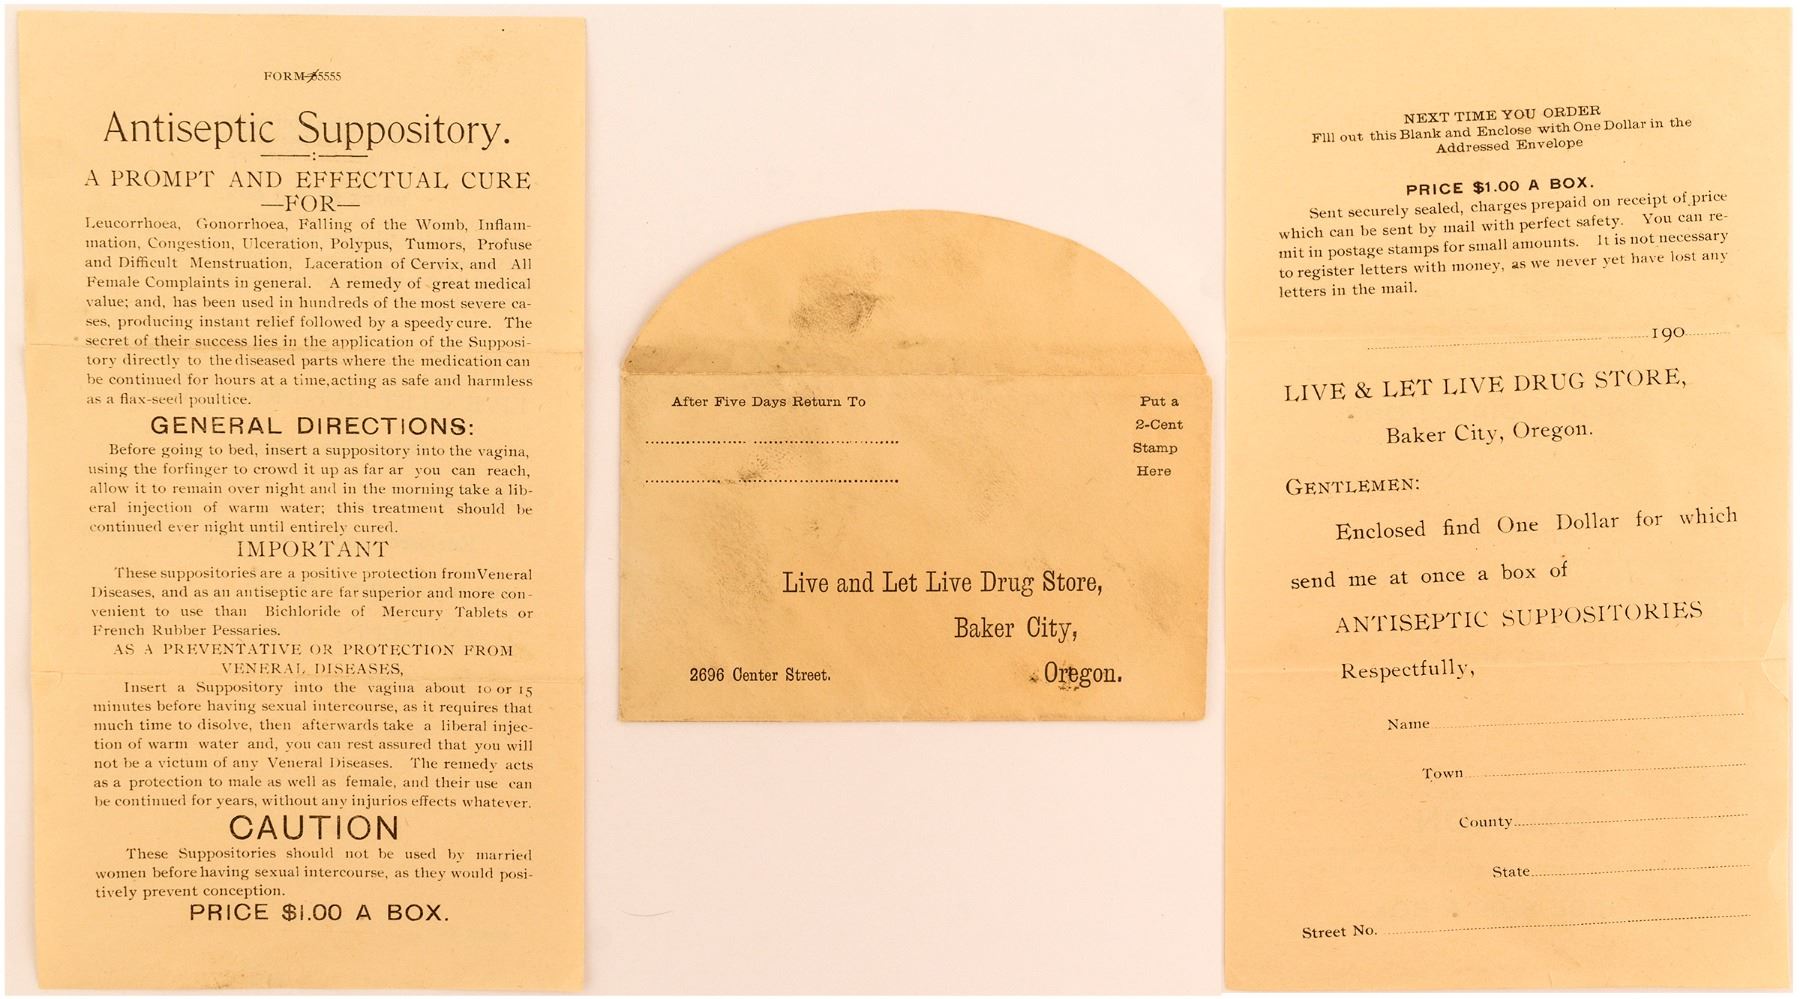 FORM 55555
Antiseptic Suppository.
A PROMPT AND EFFECTUAL CURE
—FOR—
Leucorrhoea, Gonorrhoea, Falling of the Womb, Inflam-
mation, Congestion, Ulceration, Polypus, Tumors, Profuse
and Difficult Menstruation, Laceration of Cervix, and All
Female Complaints in general. A remedy of great medical
value; and, has been used in hundreds of the most severe ca-
ses, producing instant relief followed by a speedy cure. The
secret of their success lies in the application of the Supposi-
tory directly to the diseased parts where the medication can
be continued for hours at a time, acting as safe and harmless
as a flax-seed poultice.
GENERAL DIRECTIONS:
Before going to bed, insert a suppository into the vagina,
using the forfinger to crowd it up as far ar you can reach,
allow it to remain over night and in the morning take a lib-
eral injection of warm water; this treatment should be
continued ever night until entirely cured.
IMPORTANT
These suppositories are a positive protection from Veneral
Diseases, and as an antiseptic are far superior and more con-
venient to use than Bichloride of Mercury Tablets or
French Rubber Pessaries.
AS A PREVENTATIVE OR PROTECTION FROM
VENERAL DISEASES,
Insert a Suppository into the vagina about 10 or 15
minutes before having sexual intercourse, as it requires that
much time to disolve, then afterwards take a liberal injec-
tion of warm water and, you can rest assured that you will
not be a victum of any Veneral Diseases. The remedy acts
as a protection to male as well as female, and their use can
be continued for years, without any injurios effects whatever.
CAUTION
These Suppositories should not be used by married
women before having sexual intercourse, as they would posi-
tively prevent conception.
PRICE $1.00 A BOX.
After Five Days Return To
Put a
2-Cent
Stamp
Here
Live and Let Live Drug Store,
Baker City,
2696 Center Street.
Oregon.
NEXT TIME YOU ORDER
Fill out this Blank and Enclose with One Dollar in the
Addressed Envelope
PRICE $1.00 A BOX.
Sent securely sealed, charges prepaid on receipt of price
which can be sent by mail with perfect safety. You can re-
mit in postage stamps for small amounts. It is not necessary
to register letters with money, as we never yet have lost any
letters in the mail.
190
LIVE & LET LIVE DRUG STORE,
Baker City, Oregon.
GENTLEMEN:
Enclosed find One Dollar for which
send me at once a box of
ANTISEPTIC SUPPOSITORIES
Respectfully,
Name
Town
County
State
Street No.